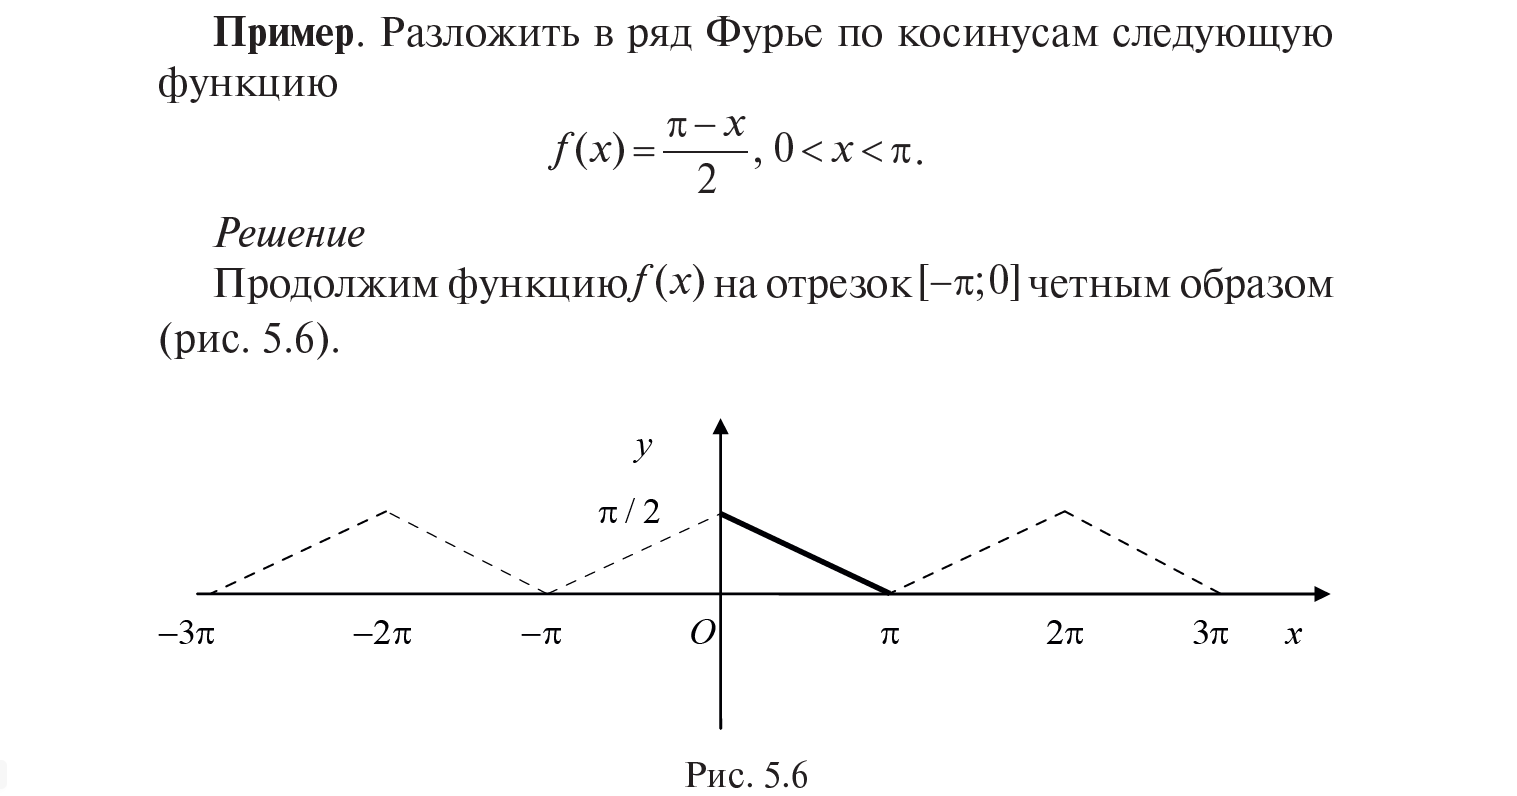 Пример. Разложить в ряд Фурье по косинусам следующую
функцию
f(x) = (π – x)/2, 0 < x < π.
Решение
Продолжим функцию f(x) на отрезок [–π;0] четным образом
(рис. 5.6).
y
π / 2
–3π –2π –π O π 2π 3π x
Рис. 5.6